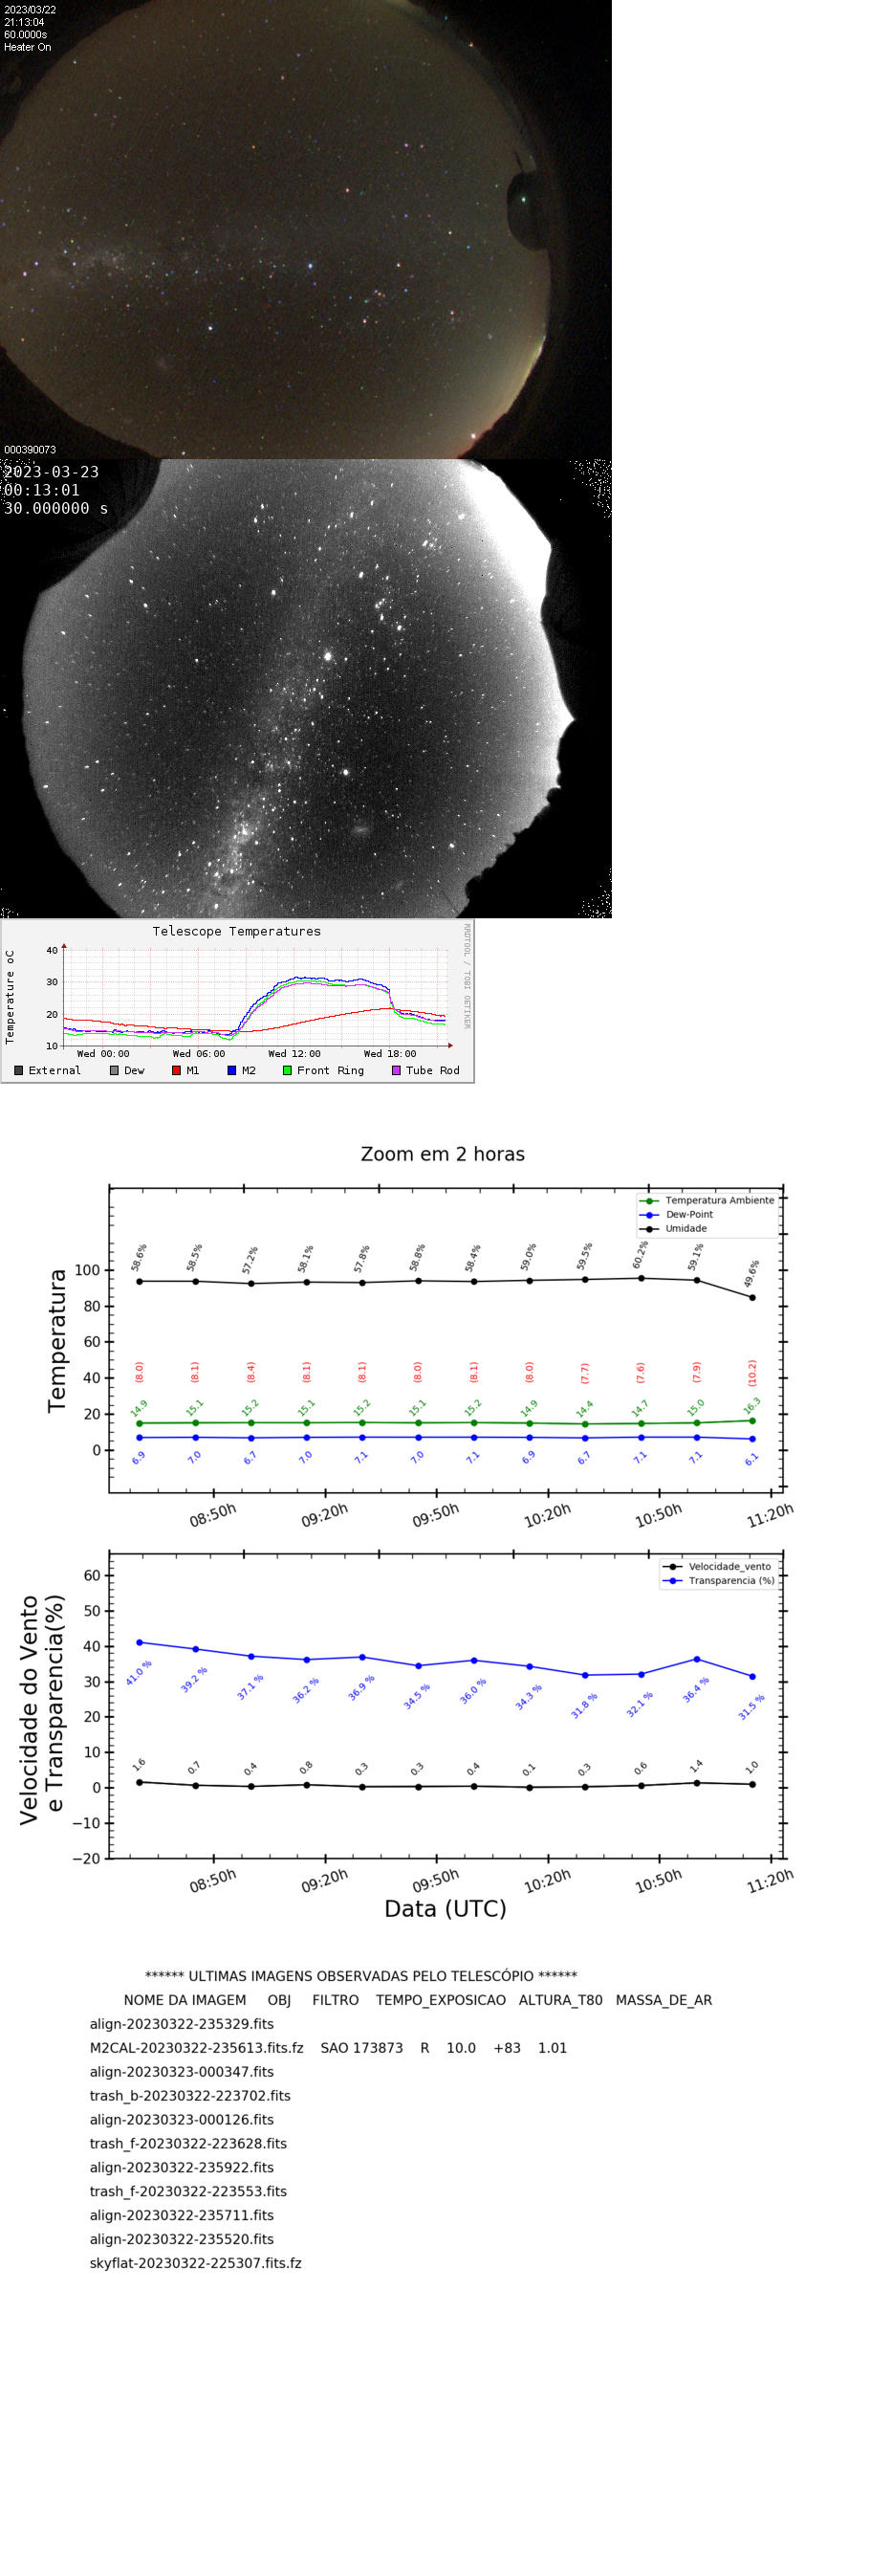 2023/03/22
21:13:04
60.0000s
Heater On
000390073
2023-03-23
00:13:01
30.000000 s
Telescope Temperatures
RRDTOOL / TOBI OETIKER
Temperature oC
40
30
20
10
Wed 00:00 Wed 06:00 Wed 12:00 Wed 18:00
External Dew M1 M2 Front Ring Tube Rod
Zoom em 2 horas
Temperatura Ambiente
Dew-Point
Umidade
Temperatura
100
80
60
40
20
0
58.6% 58.5% 57.2% 58.1% 57.8% 58.8% 58.4% 59.0% 59.5% 60.2% 59.1% 49.6%
(8.0) (8.1) (8.4) (8.1) (8.1) (8.0) (8.1) (8.0) (7.7) (7.6) (7.9) (10.2)
14.9 15.1 15.2 15.1 15.2 15.1 15.2 14.9 14.4 14.7 15.0 16.3
6.9 7.0 6.7 7.0 7.1 7.0 7.1 6.9 6.7 7.1 7.1 6.1
08:50h 09:20h 09:50h 10:20h 10:50h 11:20h
Velocidade_vento
Transparencia (%)
Velocidade do Vento
e Transparencia(%)
60
50
40
30
20
10
0
−10
−20
41.0 % 39.2 % 37.1 % 36.2 % 36.9 % 34.5 % 36.0 % 34.3 % 31.8 % 32.1 % 36.4 % 31.5 %
1.6 0.7 0.4 0.8 0.3 0.3 0.4 0.1 0.3 0.6 1.4 1.0
08:50h 09:20h 09:50h 10:20h 10:50h 11:20h
Data (UTC)
****** ULTIMAS IMAGENS OBSERVADAS PELO TELESCÓPIO ******
NOME DA IMAGEM OBJ FILTRO TEMPO_EXPOSICAO ALTURA_T80 MASSA_DE_AR
align-20230322-235329.fits
M2CAL-20230322-235613.fits.fz SAO 173873 R 10.0 +83 1.01
align-20230323-000347.fits
trash_b-20230322-223702.fits
align-20230323-000126.fits
trash_f-20230322-223628.fits
align-20230322-235922.fits
trash_f-20230322-223553.fits
align-20230322-235711.fits
align-20230322-235520.fits
skyflat-20230322-225307.fits.fz